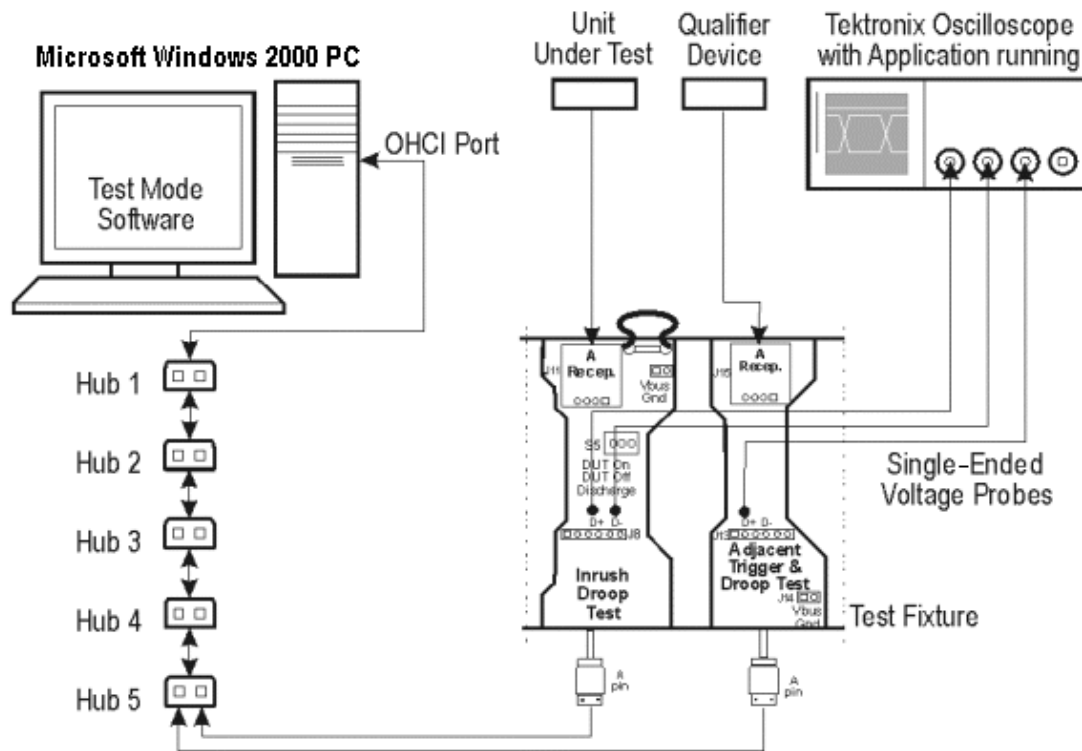 Microsoft Windows 2000 PC
Test Mode
Software
OHCI Port
Unit
Under Test
Qualifier
Device
Tektronix Oscilloscope
with Application running
Hub 1
Hub 2
Hub 3
Hub 4
Hub 5
A
Recep.
J11
Vbus
Gnd
S5
DUT On
DUT Off
Discharge
D+ D-
J8
Inrush
Droop
Test
A
Recep.
J15
D+ D-
J13
Adjacent
Trigger &
Droop Test
J14
Vbus
Gnd
Single-Ended
Voltage Probes
Test Fixture
A
pin
A
pin